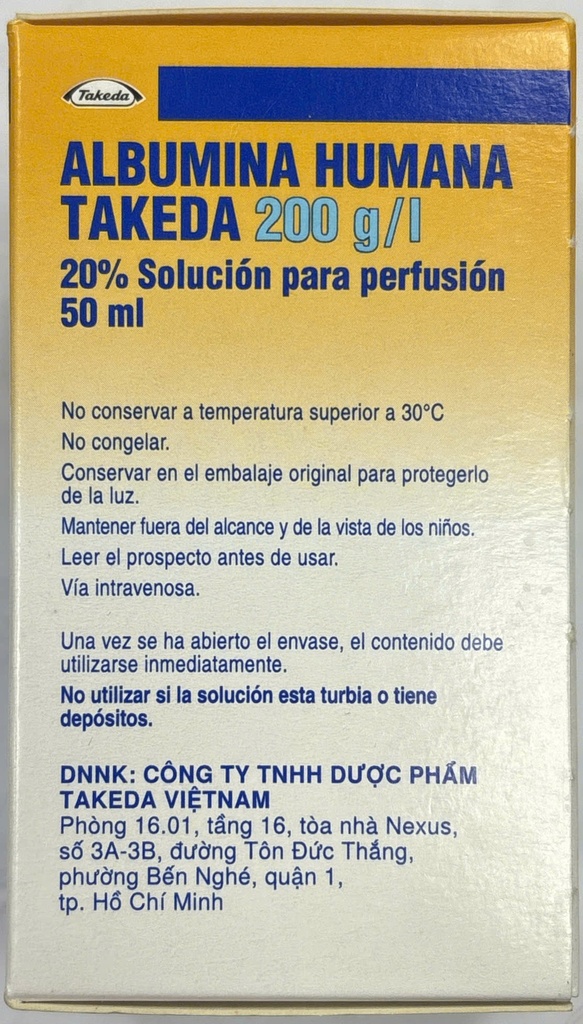 Takeda
ALBUMINA HUMANA
TAKEDA 200 g/l
20% Solución para perfusión
50 ml
No conservar a temperatura superior a 30°C
No congelar.
Conservar en el embalaje original para protegerlo
de la luz.
Mantener fuera del alcance y de la vista de los niños.
Leer el prospecto antes de usar.
Vía intravenosa.
Una vez se ha abierto el envase, el contenido debe
utilizarse inmediatamente.
No utilizar si la solución esta turbia o tiene
depósitos.
DNNK: CÔNG TY TNHH DƯỢC PHẨM
TAKEDA VIỆTNAM
Phòng 16.01, tầng 16, tòa nhà Nexus,
số 3A-3B, đường Tôn Đức Thắng,
phường Bến Nghé, quận 1,
tp. Hồ Chí Minh